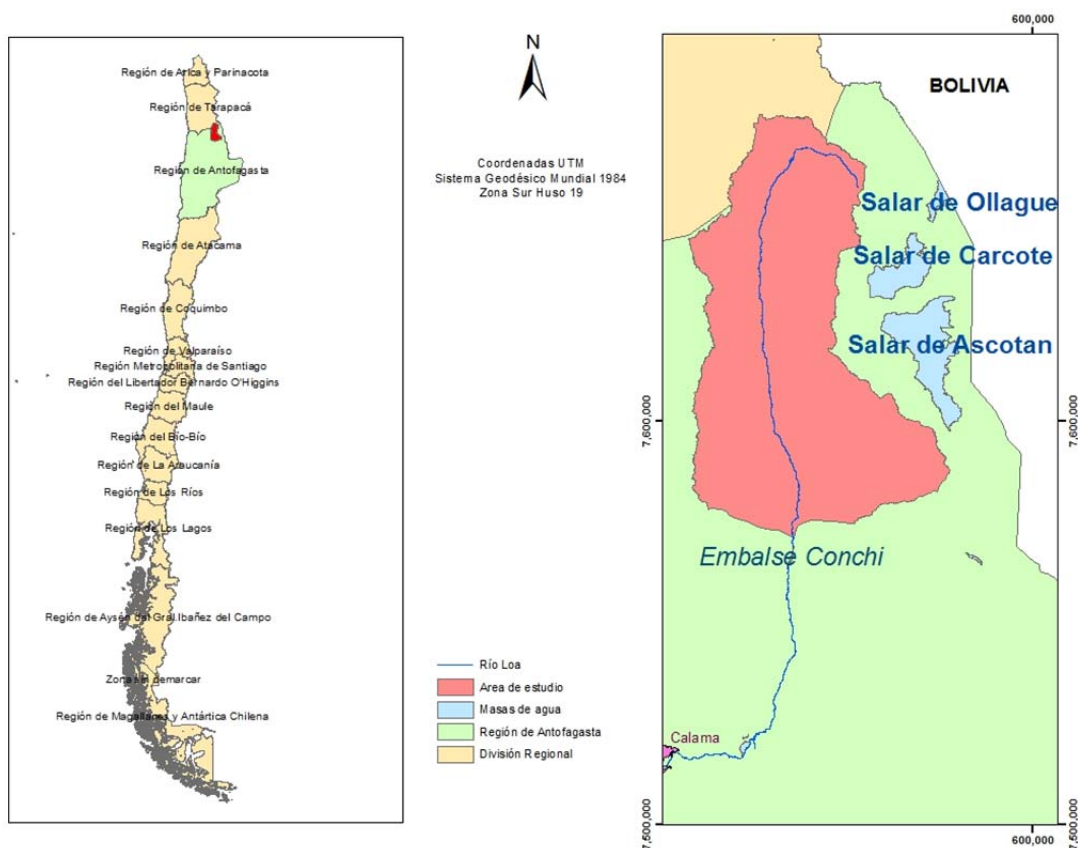 Región de Arica y Parinacota
Región de Tarapacá
Región de Antofagasta
Región de Atacama
Región de Coquimbo
Región de Valparaíso
Región Metropolitana de Santiago
Región del Libertador Bernardo O'Higgins
Región del Maule
Región del Bío-Bío
Región de La Araucanía
Región de Los Ríos
Región de Los Lagos
Región de Aysén del Gral.Ibañez del Campo
Zona sin demarcar
Región de Magallanes y Antártica Chilena
N
Coordenadas UTM
Sistema Geodésico Mundial 1984
Zona Sur Huso 19
Río Loa
Area de estudio
Masas de agua
Región de Antofagasta
División Regional
600,000
BOLIVIA
Salar de Ollague
Salar de Carcote
Salar de Ascotan
7,600,000
7,600,000
Embalse Conchi
Calama
7,500,000
7,500,000
600,000